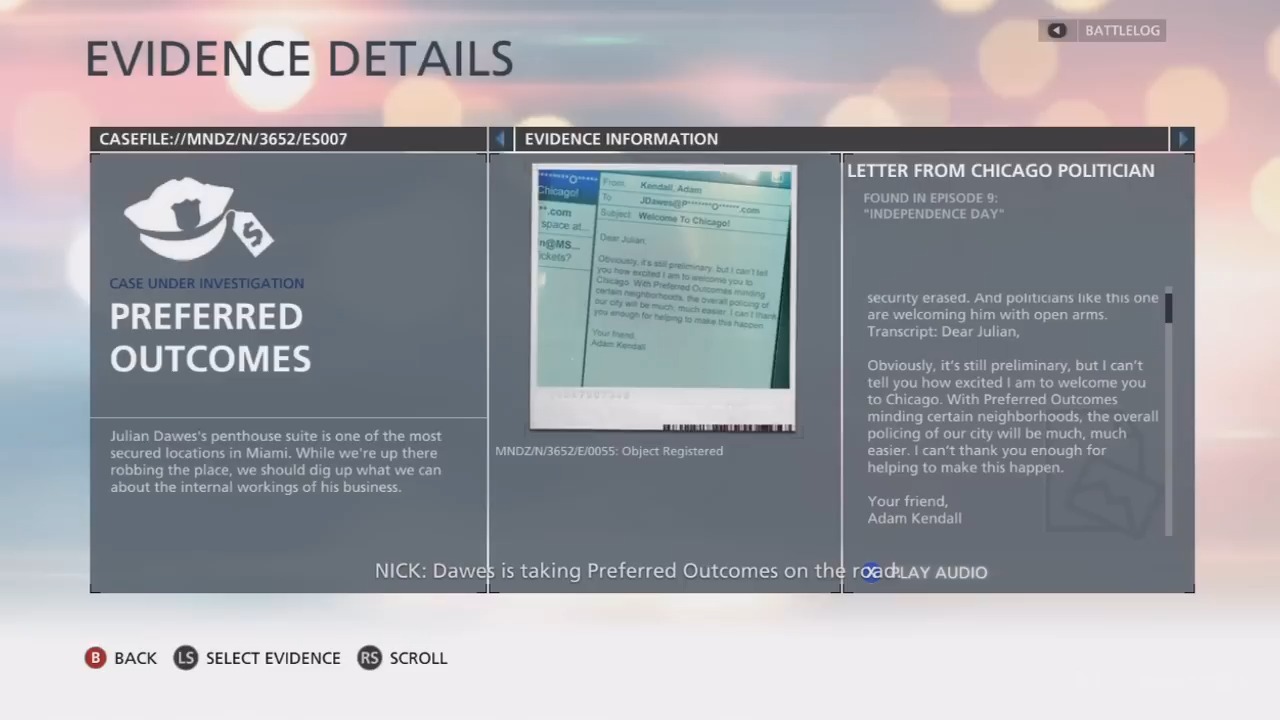 BATTLELOG
EVIDENCE DETAILS
CASEFILE://MNDZ/N/3652/ES007
EVIDENCE INFORMATION
CASE UNDER INVESTIGATION
PREFERRED
OUTCOMES
Julian Dawes's penthouse suite is one of the most
secured locations in Miami. While we're up there
robbing the place, we should dig up what we can
about the internal workings of his business.
Chicago!
**.com
space at...
n@MS...
ickets?
From: Kendall, Adam
To JDawes@P*******O******.com
Subject: Welcome To Chicago!
Dear Julian,
Obviously, it's still preliminary, but I can't tell
you how excited I am to welcome you to
Chicago. With Preferred Outcomes minding
certain neighborhoods, the overall policing of
our city will be much, much easier. I can't thank
you enough for helping to make this happen.
Your friend,
Adam Kendall
MNDZ/N/3652/E/0055: Object Registered
LETTER FROM CHICAGO POLITICIAN
FOUND IN EPISODE 9:
"INDEPENDENCE DAY"
security erased. And politicians like this one
are welcoming him with open arms.
Transcript: Dear Julian,
Obviously, it's still preliminary, but I can't
tell you how excited I am to welcome you
to Chicago. With Preferred Outcomes
minding certain neighborhoods, the overall
policing of our city will be much, much
easier. I can't thank you enough for
helping to make this happen.
Your friend,
Adam Kendall
NICK: Dawes is taking Preferred Outcomes on the road.
X PLAY AUDIO
B BACK LS SELECT EVIDENCE RS SCROLL